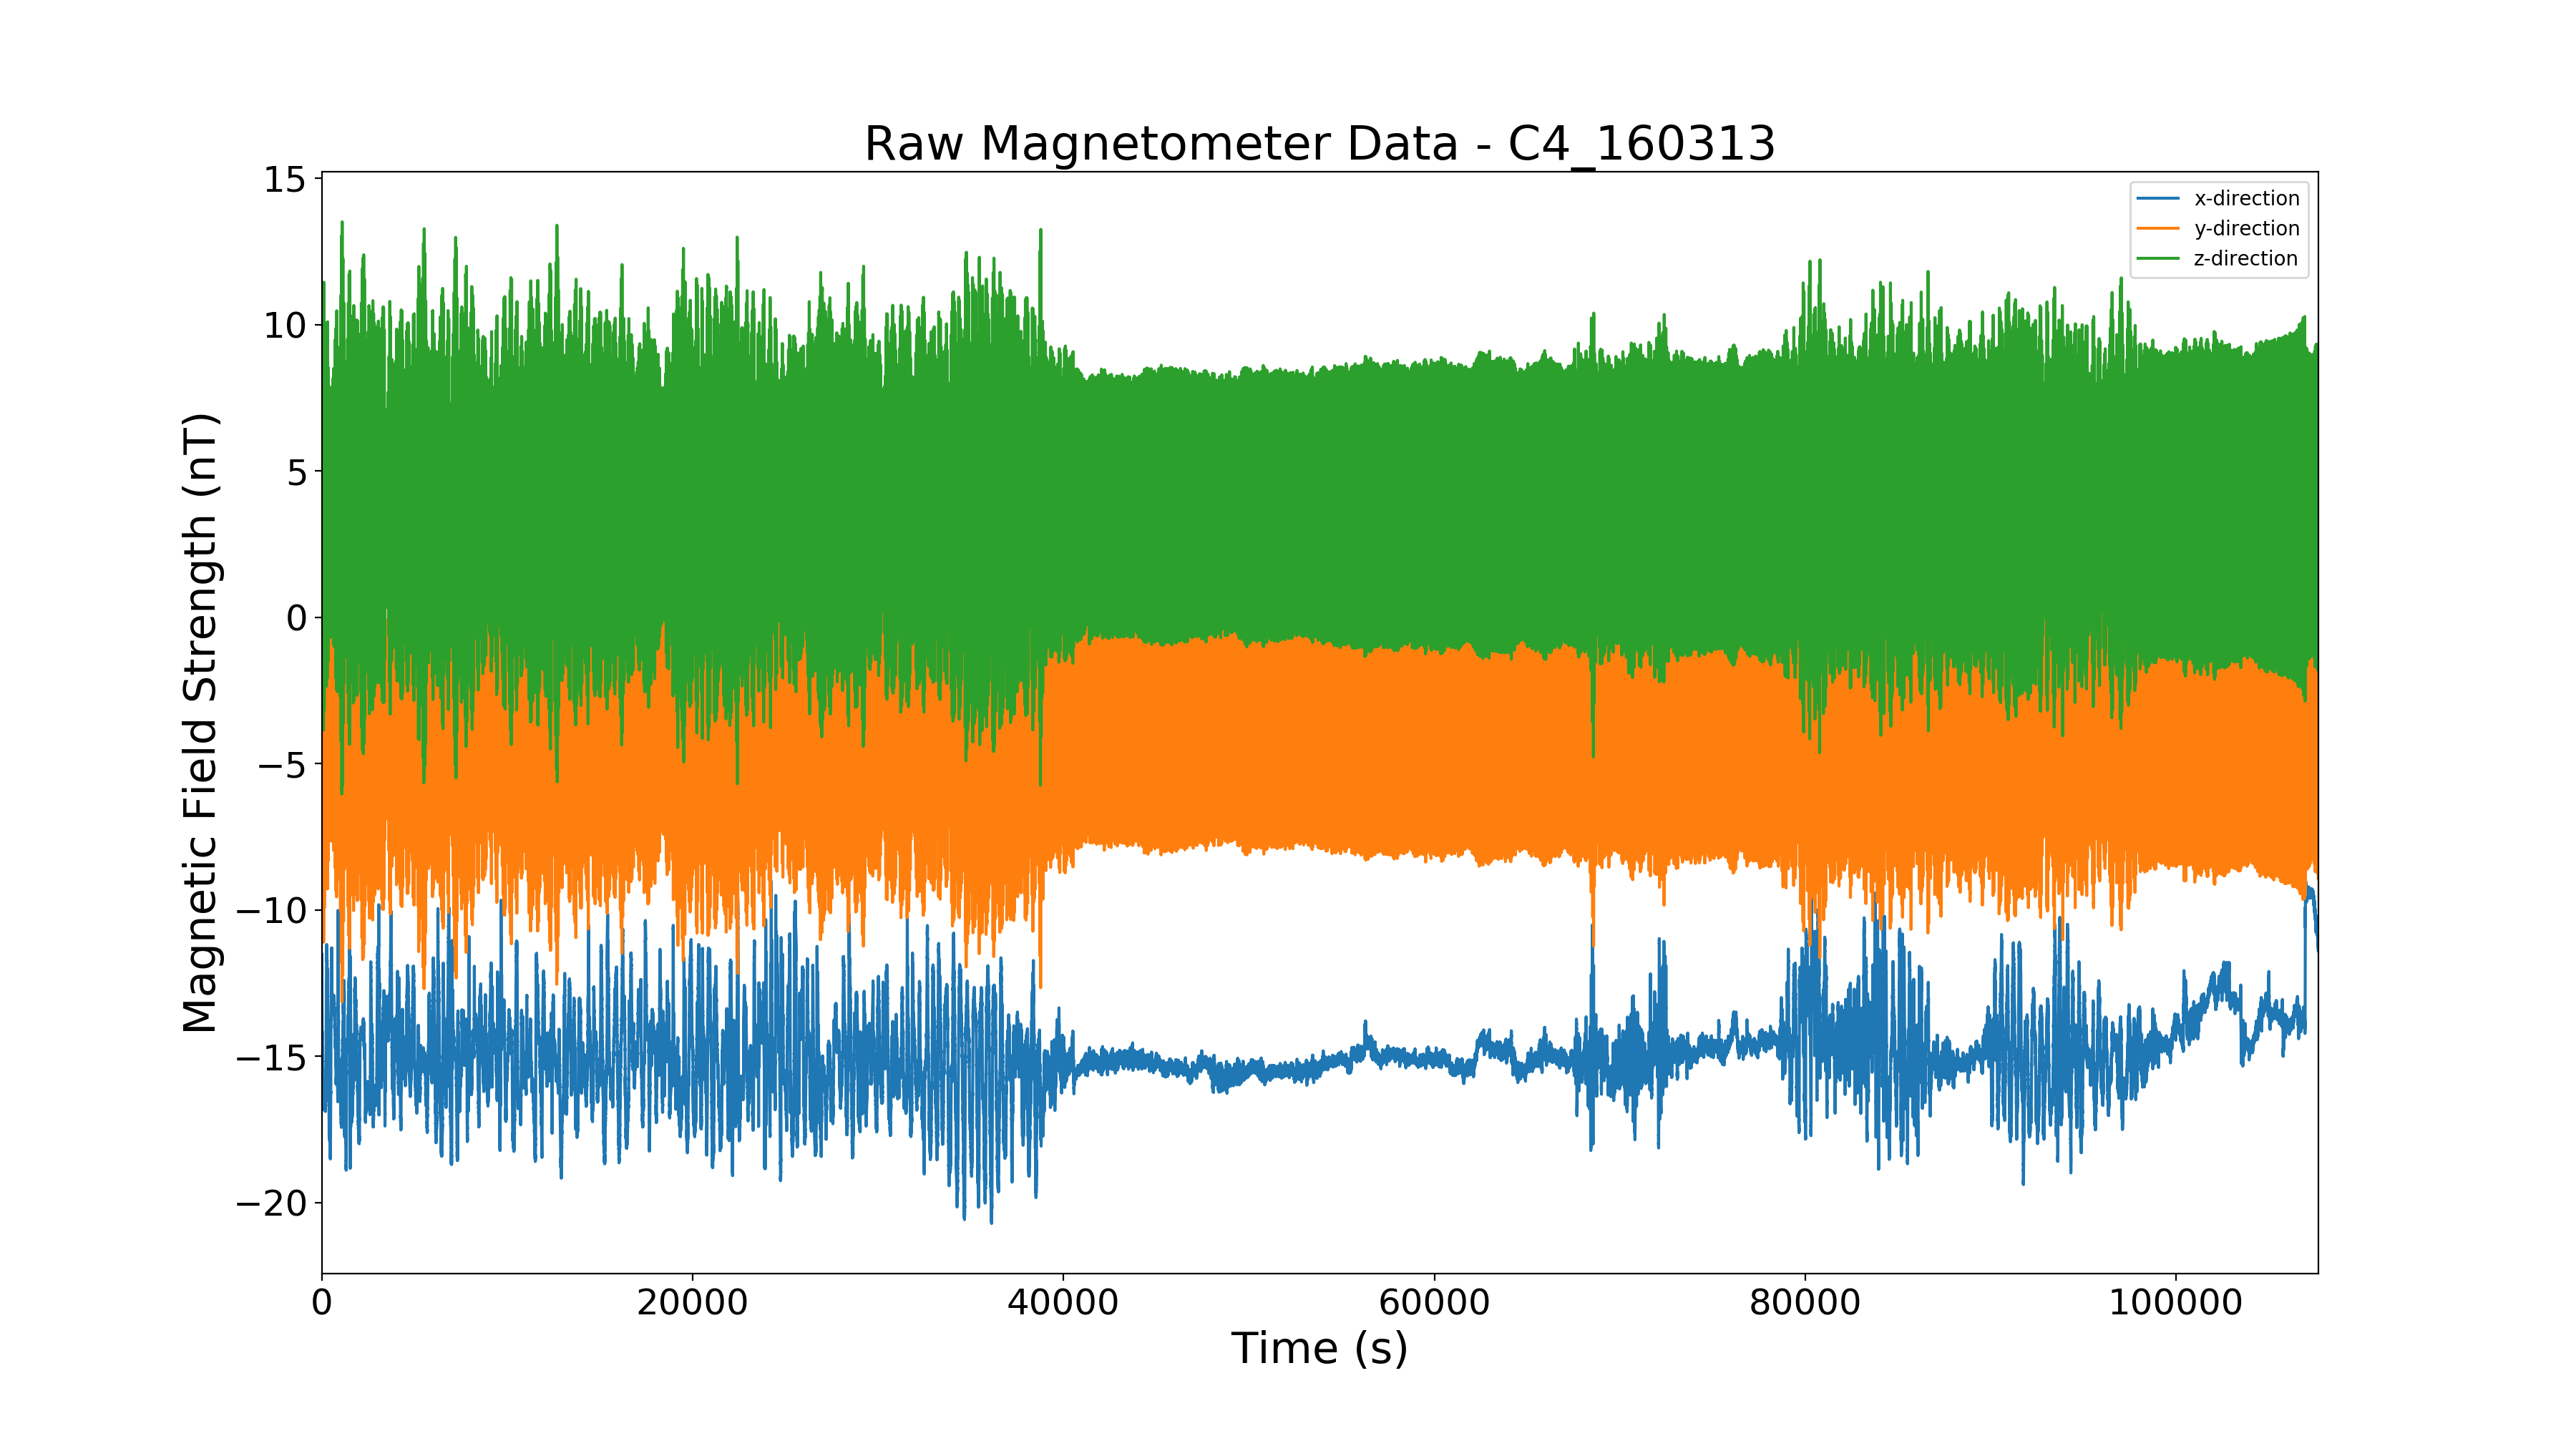 Raw Magnetometer Data - C4_160313
x-direction
y-direction
z-direction
Magnetic Field Strength (nT)
15
10
5
0
−5
−10
−15
−20
0 20000 40000 60000 80000 100000
Time (s)